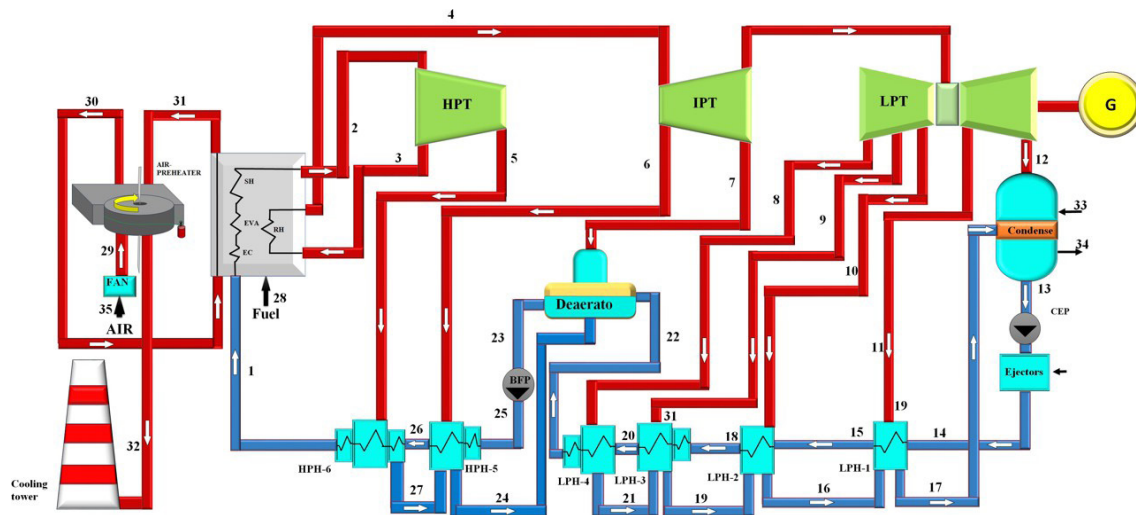 4
30
31
HPT
IPT
LPT
G
2
AIR-
PREHEATER
3
5
6
7
8
9
12
SH
EVA
EC
RH
33
Condense
34
29
FAN
35
AIR
28
Fuel
10
13
CEP
Deaerato
23
22
11
1
BFP
Ejectors
25
31
19
26
20
18
15
14
HPH-6
HPH-5
LPH-4
LPH-3
LPH-2
LPH-1
32
27
24
21
19
16
17
Cooling
tower